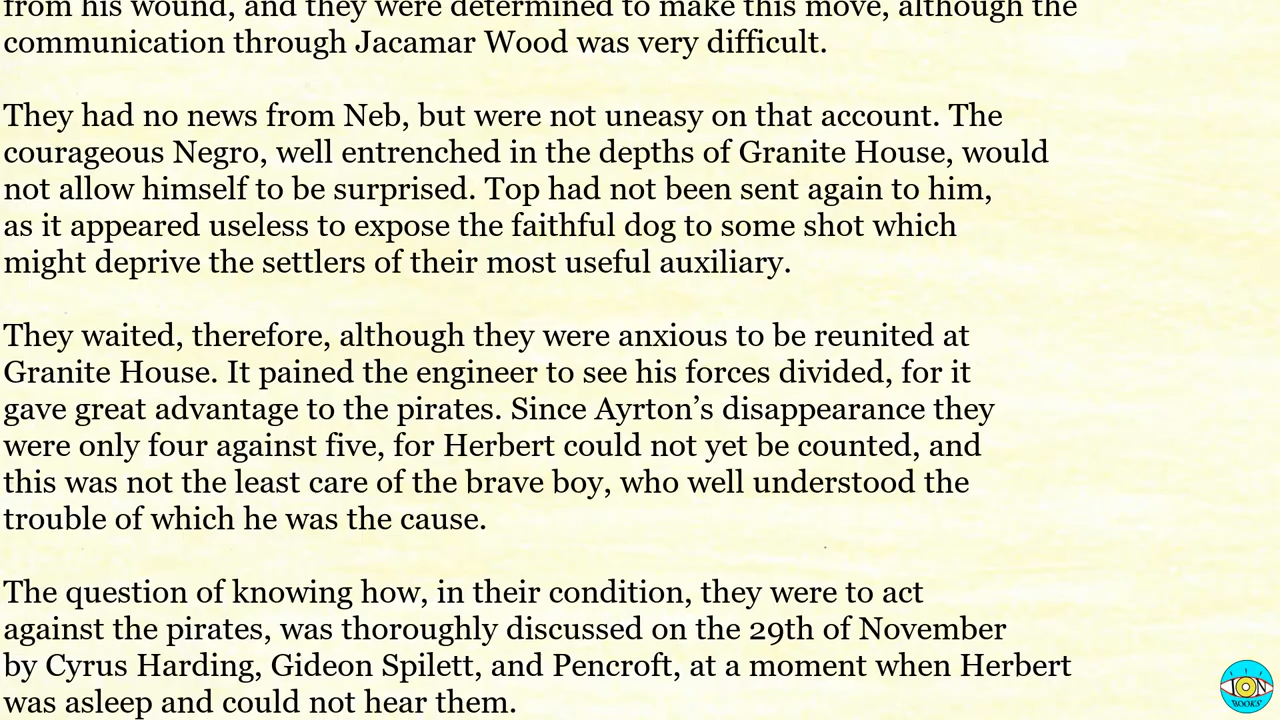 from his wound, and they were determined to make this move, although the
communication through Jacamar Wood was very difficult.
They had no news from Neb, but were not uneasy on that account. The
courageous Negro, well entrenched in the depths of Granite House, would
not allow himself to be surprised. Top had not been sent again to him,
as it appeared useless to expose the faithful dog to some shot which
might deprive the settlers of their most useful auxiliary.
They waited, therefore, although they were anxious to be reunited at
Granite House. It pained the engineer to see his forces divided, for it
gave great advantage to the pirates. Since Ayrton’s disappearance they
were only four against five, for Herbert could not yet be counted, and
this was not the least care of the brave boy, who well understood the
trouble of which he was the cause.
The question of knowing how, in their condition, they were to act
against the pirates, was thoroughly discussed on the 29th of November
by Cyrus Harding, Gideon Spilett, and Pencroft, at a moment when Herbert
was asleep and could not hear them.
ION
BOOKS